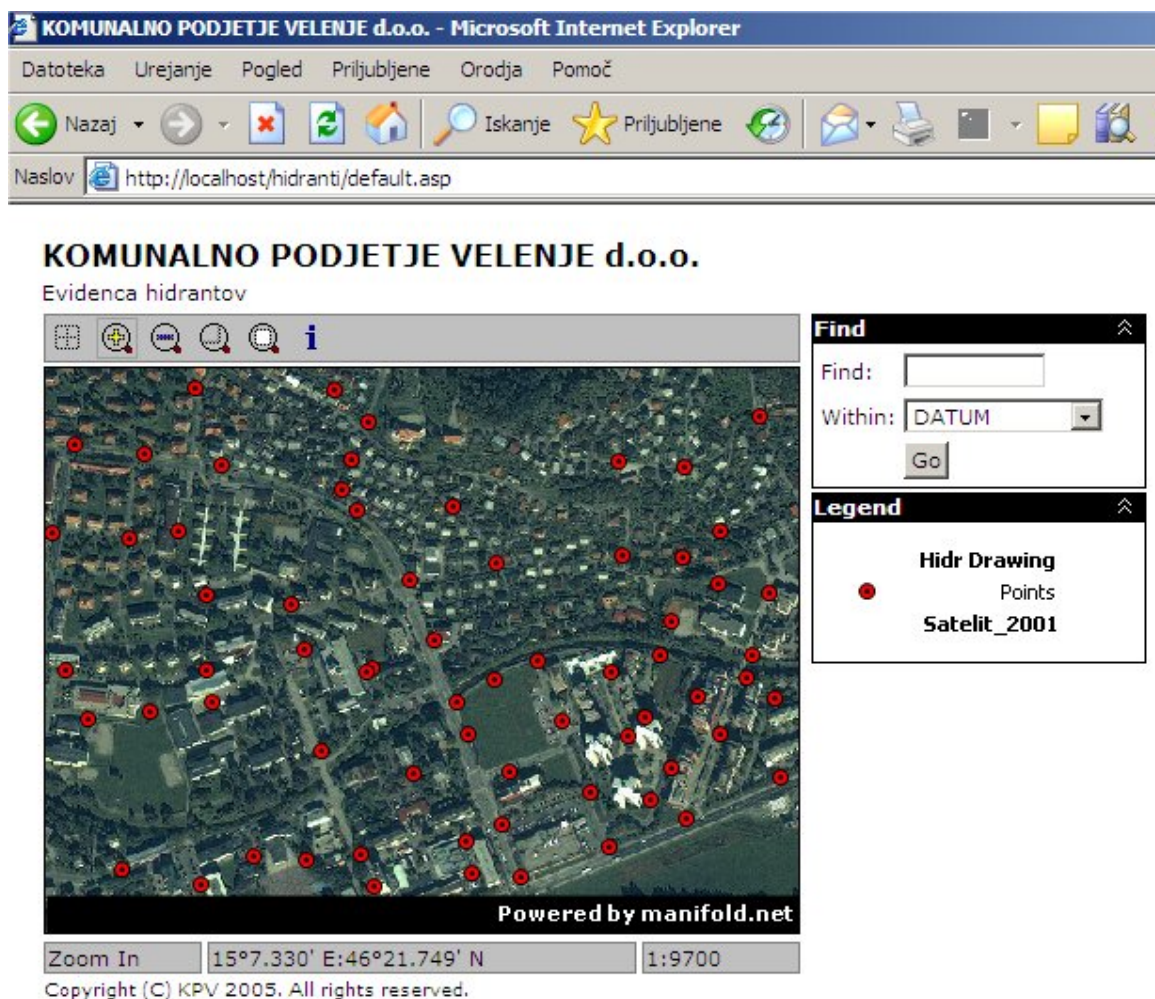 KOMUNALNO PODJETJE VELENJE d.o.o. - Microsoft Internet Explorer
Datoteka Urejanje Pogled Priljubljene Orodja Pomoč
Nazaj Iskanje Priljubljene
Naslov http://localhost/hidranti/default.asp
KOMUNALNO PODJETJE VELENJE d.o.o.
Evidenca hidrantov
i
Find
Find:
Within: DATUM
Go
Legend
Hidr Drawing
Points
Satelit_2001
Powered by manifold.net
Zoom In 15°7.330' E:46°21.749' N 1:9700
Copyright (C) KPV 2005. All rights reserved.